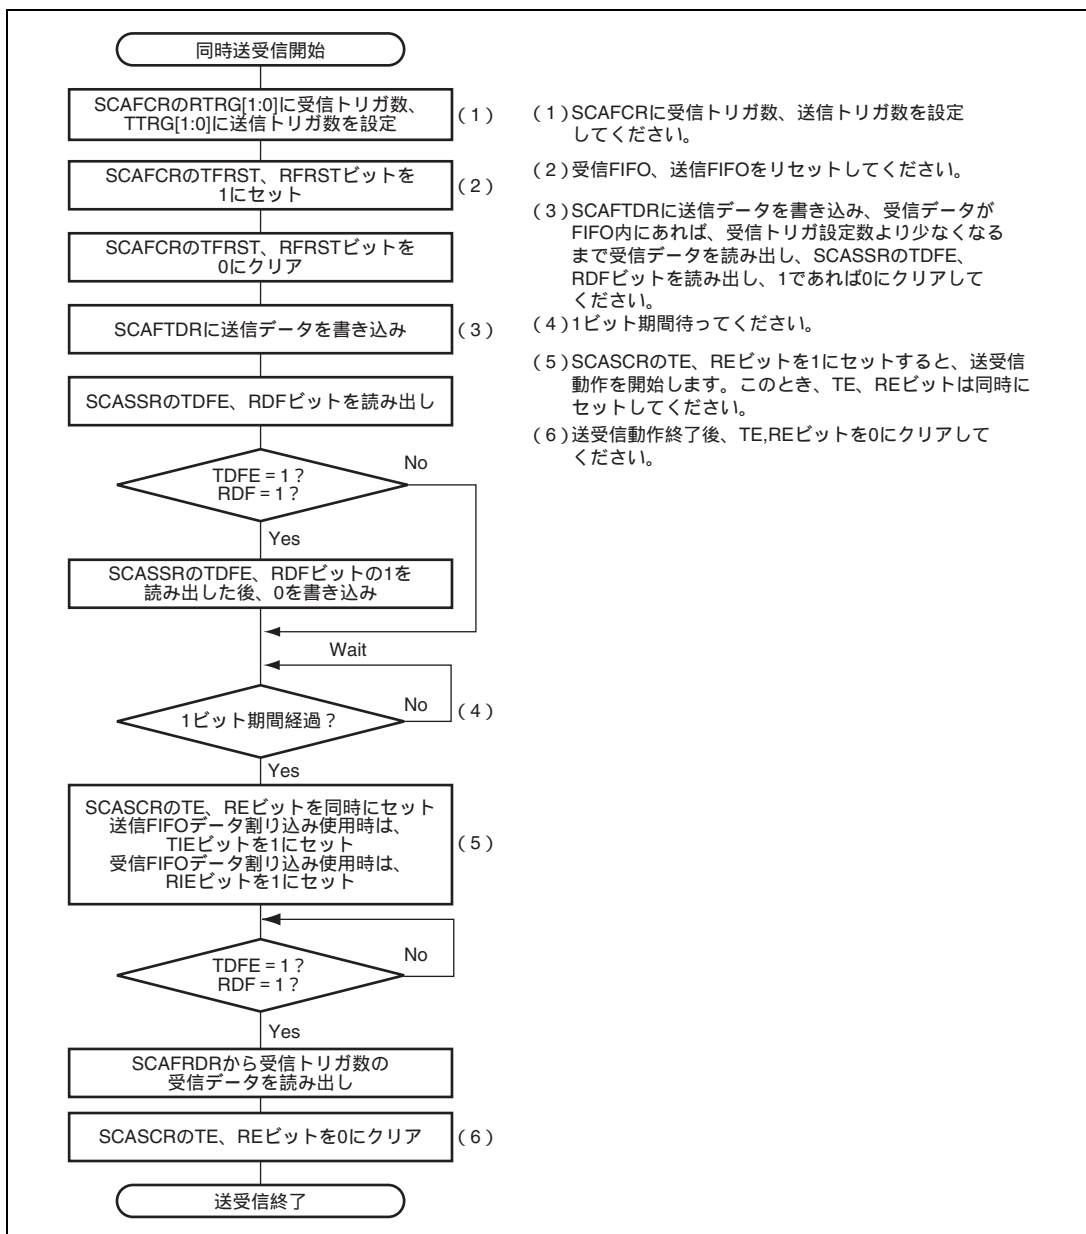 同時送受信開始
SCAFCRのRTRG[1:0]に受信トリガ数、
TTRG[1:0]に送信トリガ数を設定
(1)
SCAFCRのTFRST、RFRSTビットを
1にセット
(2)
SCAFCRのTFRST、RFRSTビットを
0にクリア
SCAFTDRに送信データを書き込み
(3)
SCASSRのTDFE、RDFビットを読み出し
TDFE = 1?
RDF = 1?
No
Yes
SCASSRのTDFE、RDFビットの1を
読み出した後、0を書き込み
Wait
1ビット期間経過?
No
(4)
Yes
SCASCRのTE、REビットを同時にセット
送信FIFOデータ割り込み使用時は、
TIEビットを1にセット
受信FIFOデータ割り込み使用時は、
RIEビットを1にセット
(5)
TDFE = 1?
RDF = 1?
No
Yes
SCAFRDRから受信トリガ数の
受信データを読み出し
SCASCRのTE、REビットを0にクリア
(6)
送受信終了
(1)SCAFCRに受信トリガ数、送信トリガ数を設定
してください。
(2)受信FIFO、送信FIFOをリセットしてください。
(3)SCAFTDRに送信データを書き込み、受信データが
FIFO内にあれば、受信トリガ設定数より少なくなる
まで受信データを読み出し、SCASSRのTDFE、
RDFビットを読み出し、1であれば0にクリアして
ください。
(4)1ビット期間待ってください。
(5)SCASCRのTE、REビットを1にセットすると、送受信
動作を開始します。このとき、TE、REビットは同時に
セットしてください。
(6)送受信動作終了後、TE,REビットを0にクリアして
ください。